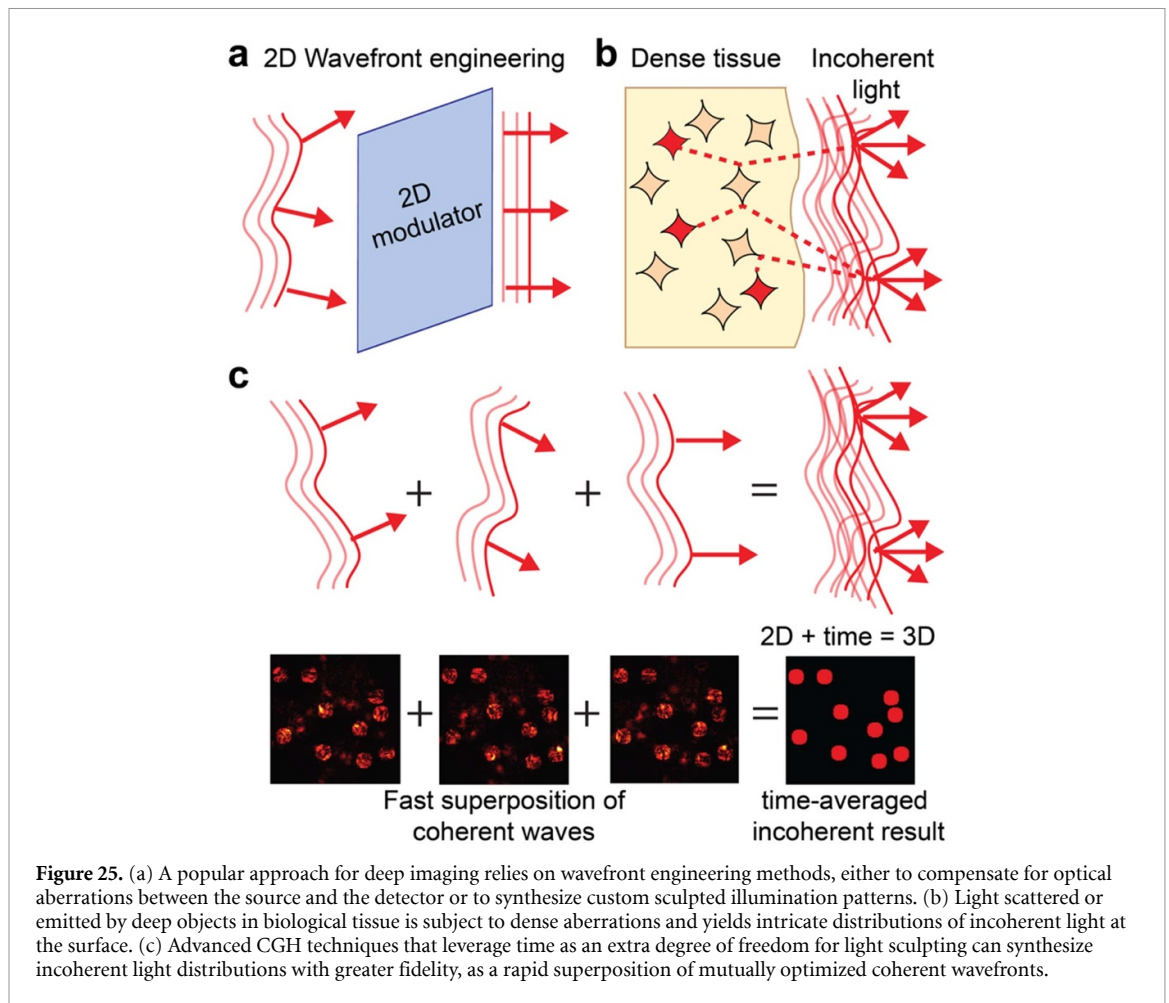 a 2D Wavefront engineering
b Dense tissue
Incoherent
light
2D
modulator
c
+
+
=
2D + time = 3D
+
+
=
Fast superposition of
coherent waves
time-averaged
incoherent result
Figure 25. (a) A popular approach for deep imaging relies on wavefront engineering methods, either to compensate for optical
aberrations between the source and the detector or to synthesize custom sculpted illumination patterns. (b) Light scattered or
emitted by deep objects in biological tissue is subject to dense aberrations and yields intricate distributions of incoherent light at
the surface. (c) Advanced CGH techniques that leverage time as an extra degree of freedom for light sculpting can synthesize
incoherent light distributions with greater fidelity, as a rapid superposition of mutually optimized coherent wavefronts.